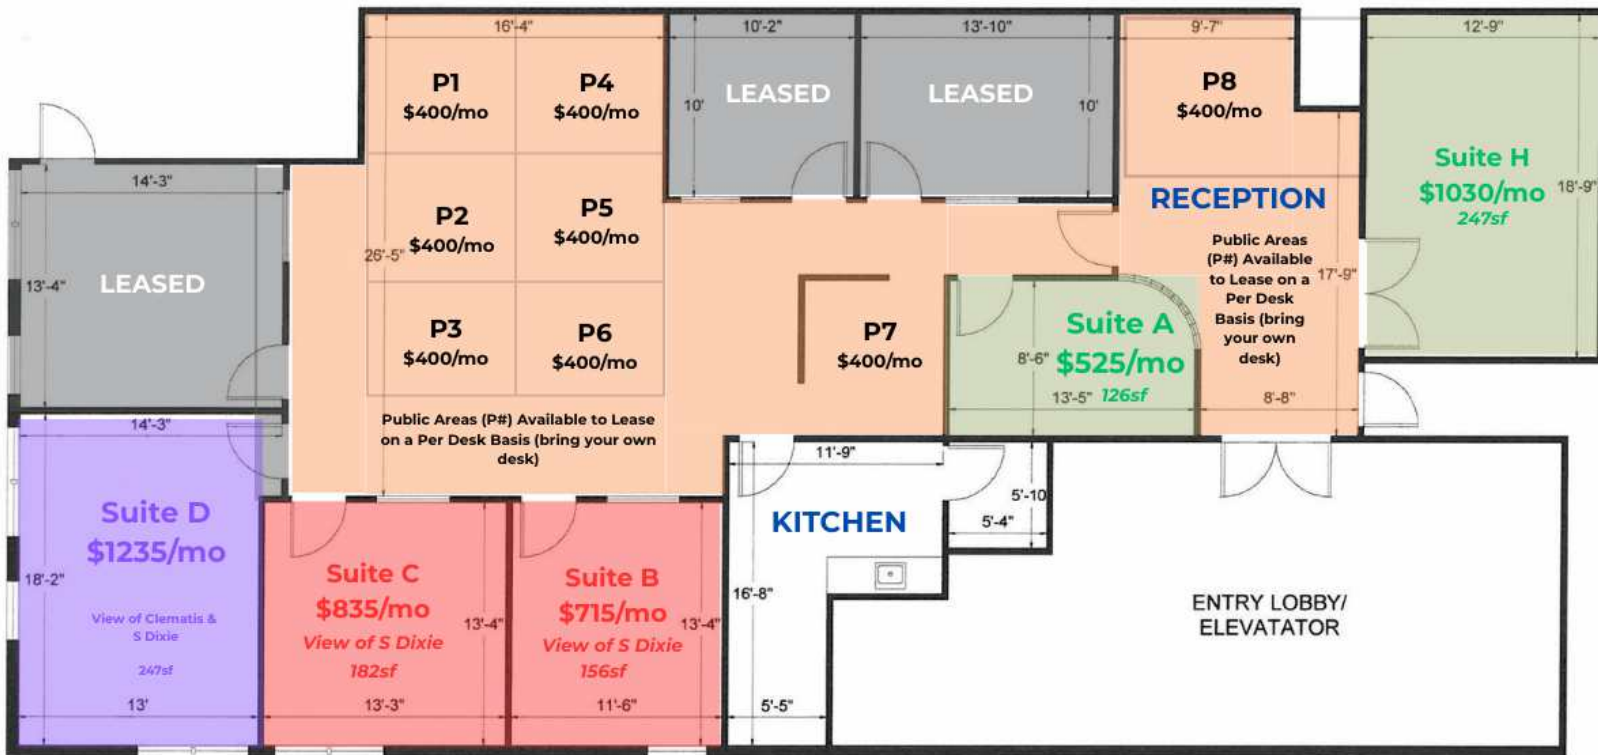 16'-4"
10'-2"
13'-10"
9'-7"
12'-9"
P1
$400/mo
P4
$400/mo
LEASED
10'
LEASED
10'
P8
$400/mo
Suite H
$1030/mo
247sf
18'-9"
14'-3"
LEASED
13'-4"
P2
$400/mo
P5
$400/mo
26'-5"
RECEPTION
Public Areas
(P#) Available
to Lease on a
Per Desk
Basis (bring
your own
desk)
17'-9"
P3
$400/mo
P6
$400/mo
P7
$400/mo
Suite A
$525/mo
126sf
8'-6"
13'-5"
8'-8"
Public Areas (P#) Available to Lease
on a Per Desk Basis (bring your own
desk)
14'-3"
Suite D
$1235/mo
View of Clematis &
S Dixie
247sf
18'-2"
13'
Suite C
$835/mo
View of S Dixie
182sf
13'-4"
13'-3"
Suite B
$715/mo
View of S Dixie
156sf
13'-4"
11'-6"
11'-9"
KITCHEN
5'-10
5'-4"
16'-8"
5'-5"
ENTRY LOBBY/
ELEVATATOR